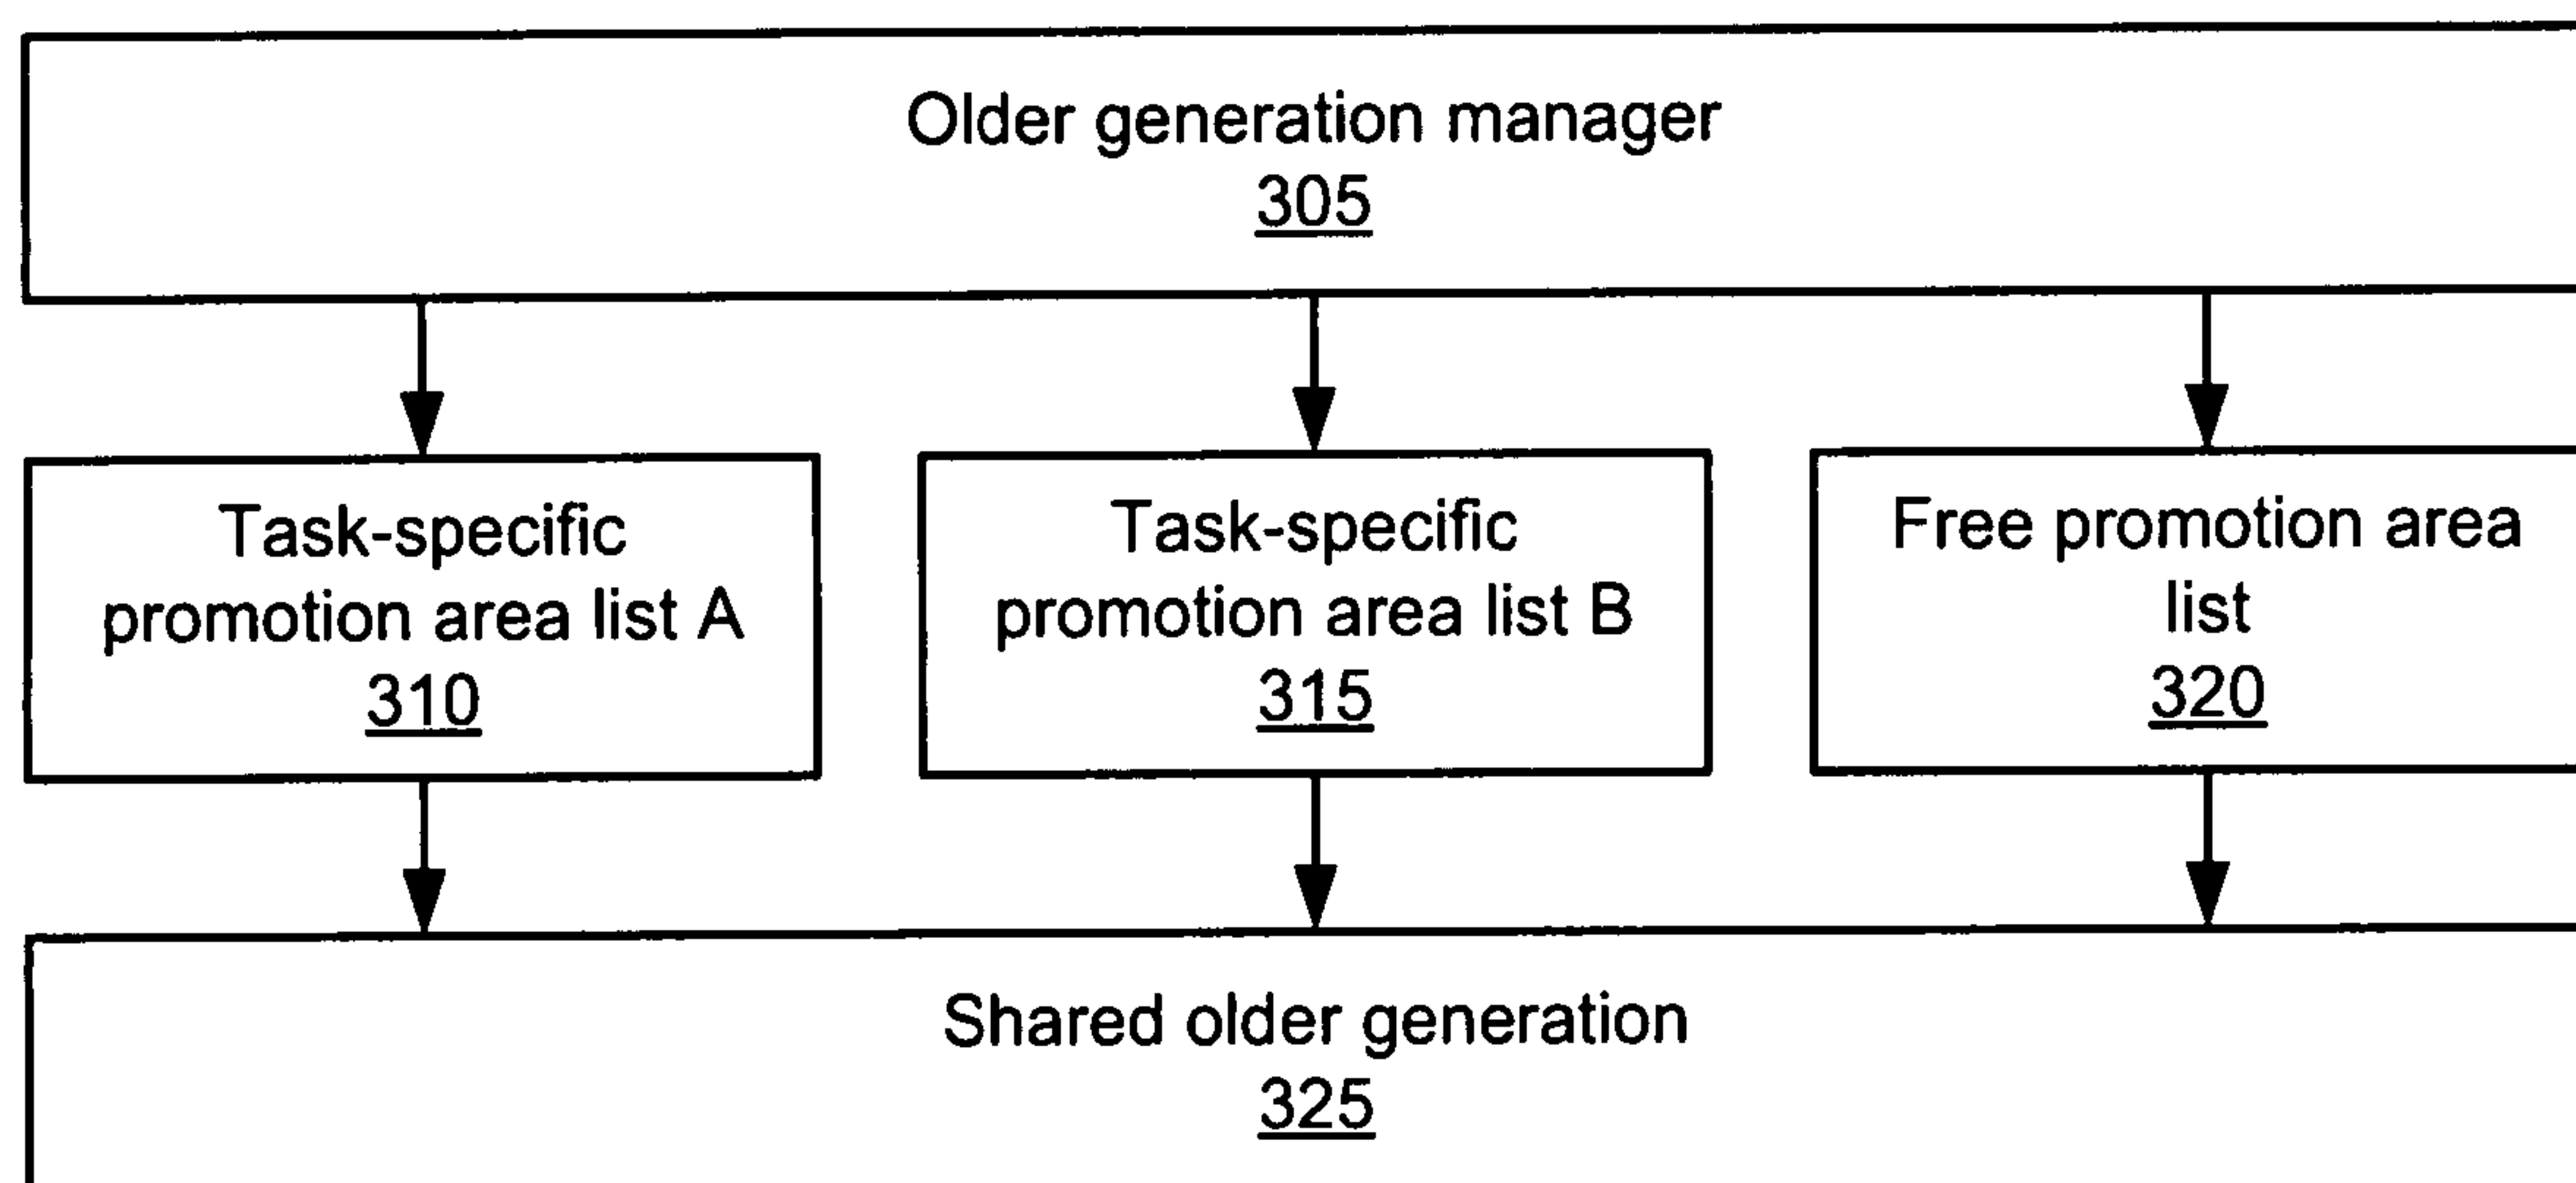 Older generation manager
305
Task-specific
promotion area list A
310
Task-specific
promotion area list B
315
Free promotion area
list
320
Shared older generation
325